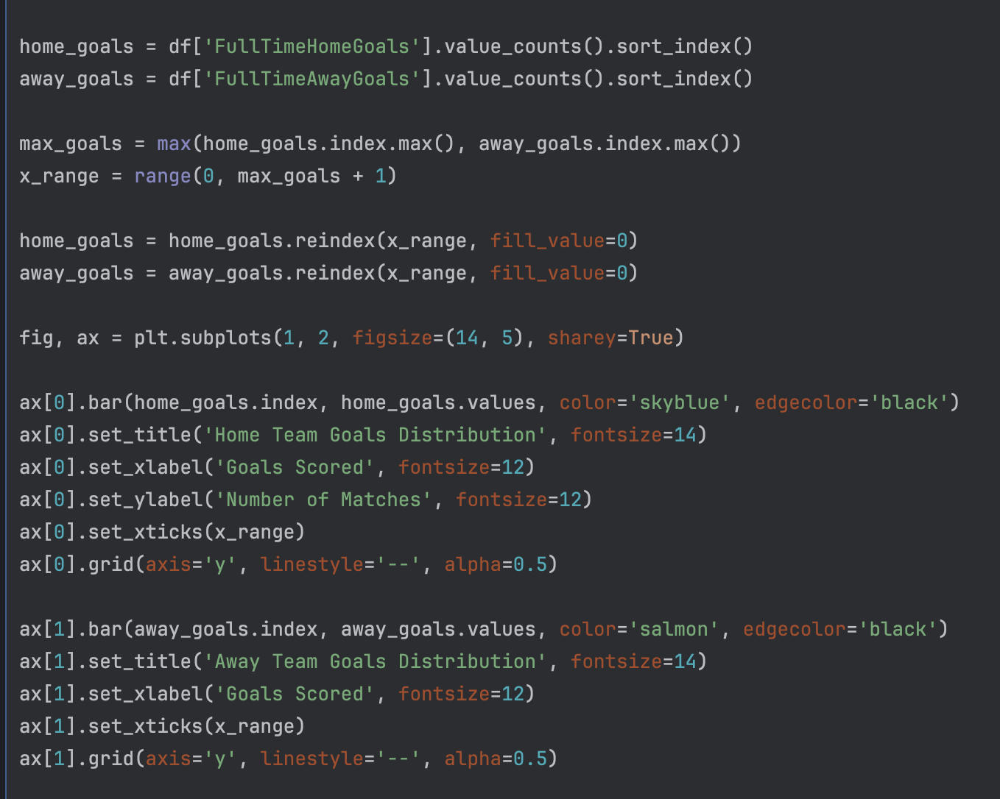 home_goals = df['FullTimeHomeGoals'].value_counts().sort_index()
away_goals = df['FullTimeAwayGoals'].value_counts().sort_index()
max_goals = max(home_goals.index.max(), away_goals.index.max())
x_range = range(0, max_goals + 1)
home_goals = home_goals.reindex(x_range, fill_value=0)
away_goals = away_goals.reindex(x_range, fill_value=0)
fig, ax = plt.subplots(1, 2, figsize=(14, 5), sharey=True)
ax[0].bar(home_goals.index, home_goals.values, color='skyblue', edgecolor='black')
ax[0].set_title('Home Team Goals Distribution', fontsize=14)
ax[0].set_xlabel('Goals Scored', fontsize=12)
ax[0].set_ylabel('Number of Matches', fontsize=12)
ax[0].set_xticks(x_range)
ax[0].grid(axis='y', linestyle='--', alpha=0.5)
ax[1].bar(away_goals.index, away_goals.values, color='salmon', edgecolor='black')
ax[1].set_title('Away Team Goals Distribution', fontsize=14)
ax[1].set_xlabel('Goals Scored', fontsize=12)
ax[1].set_xticks(x_range)
ax[1].grid(axis='y', linestyle='--', alpha=0.5)